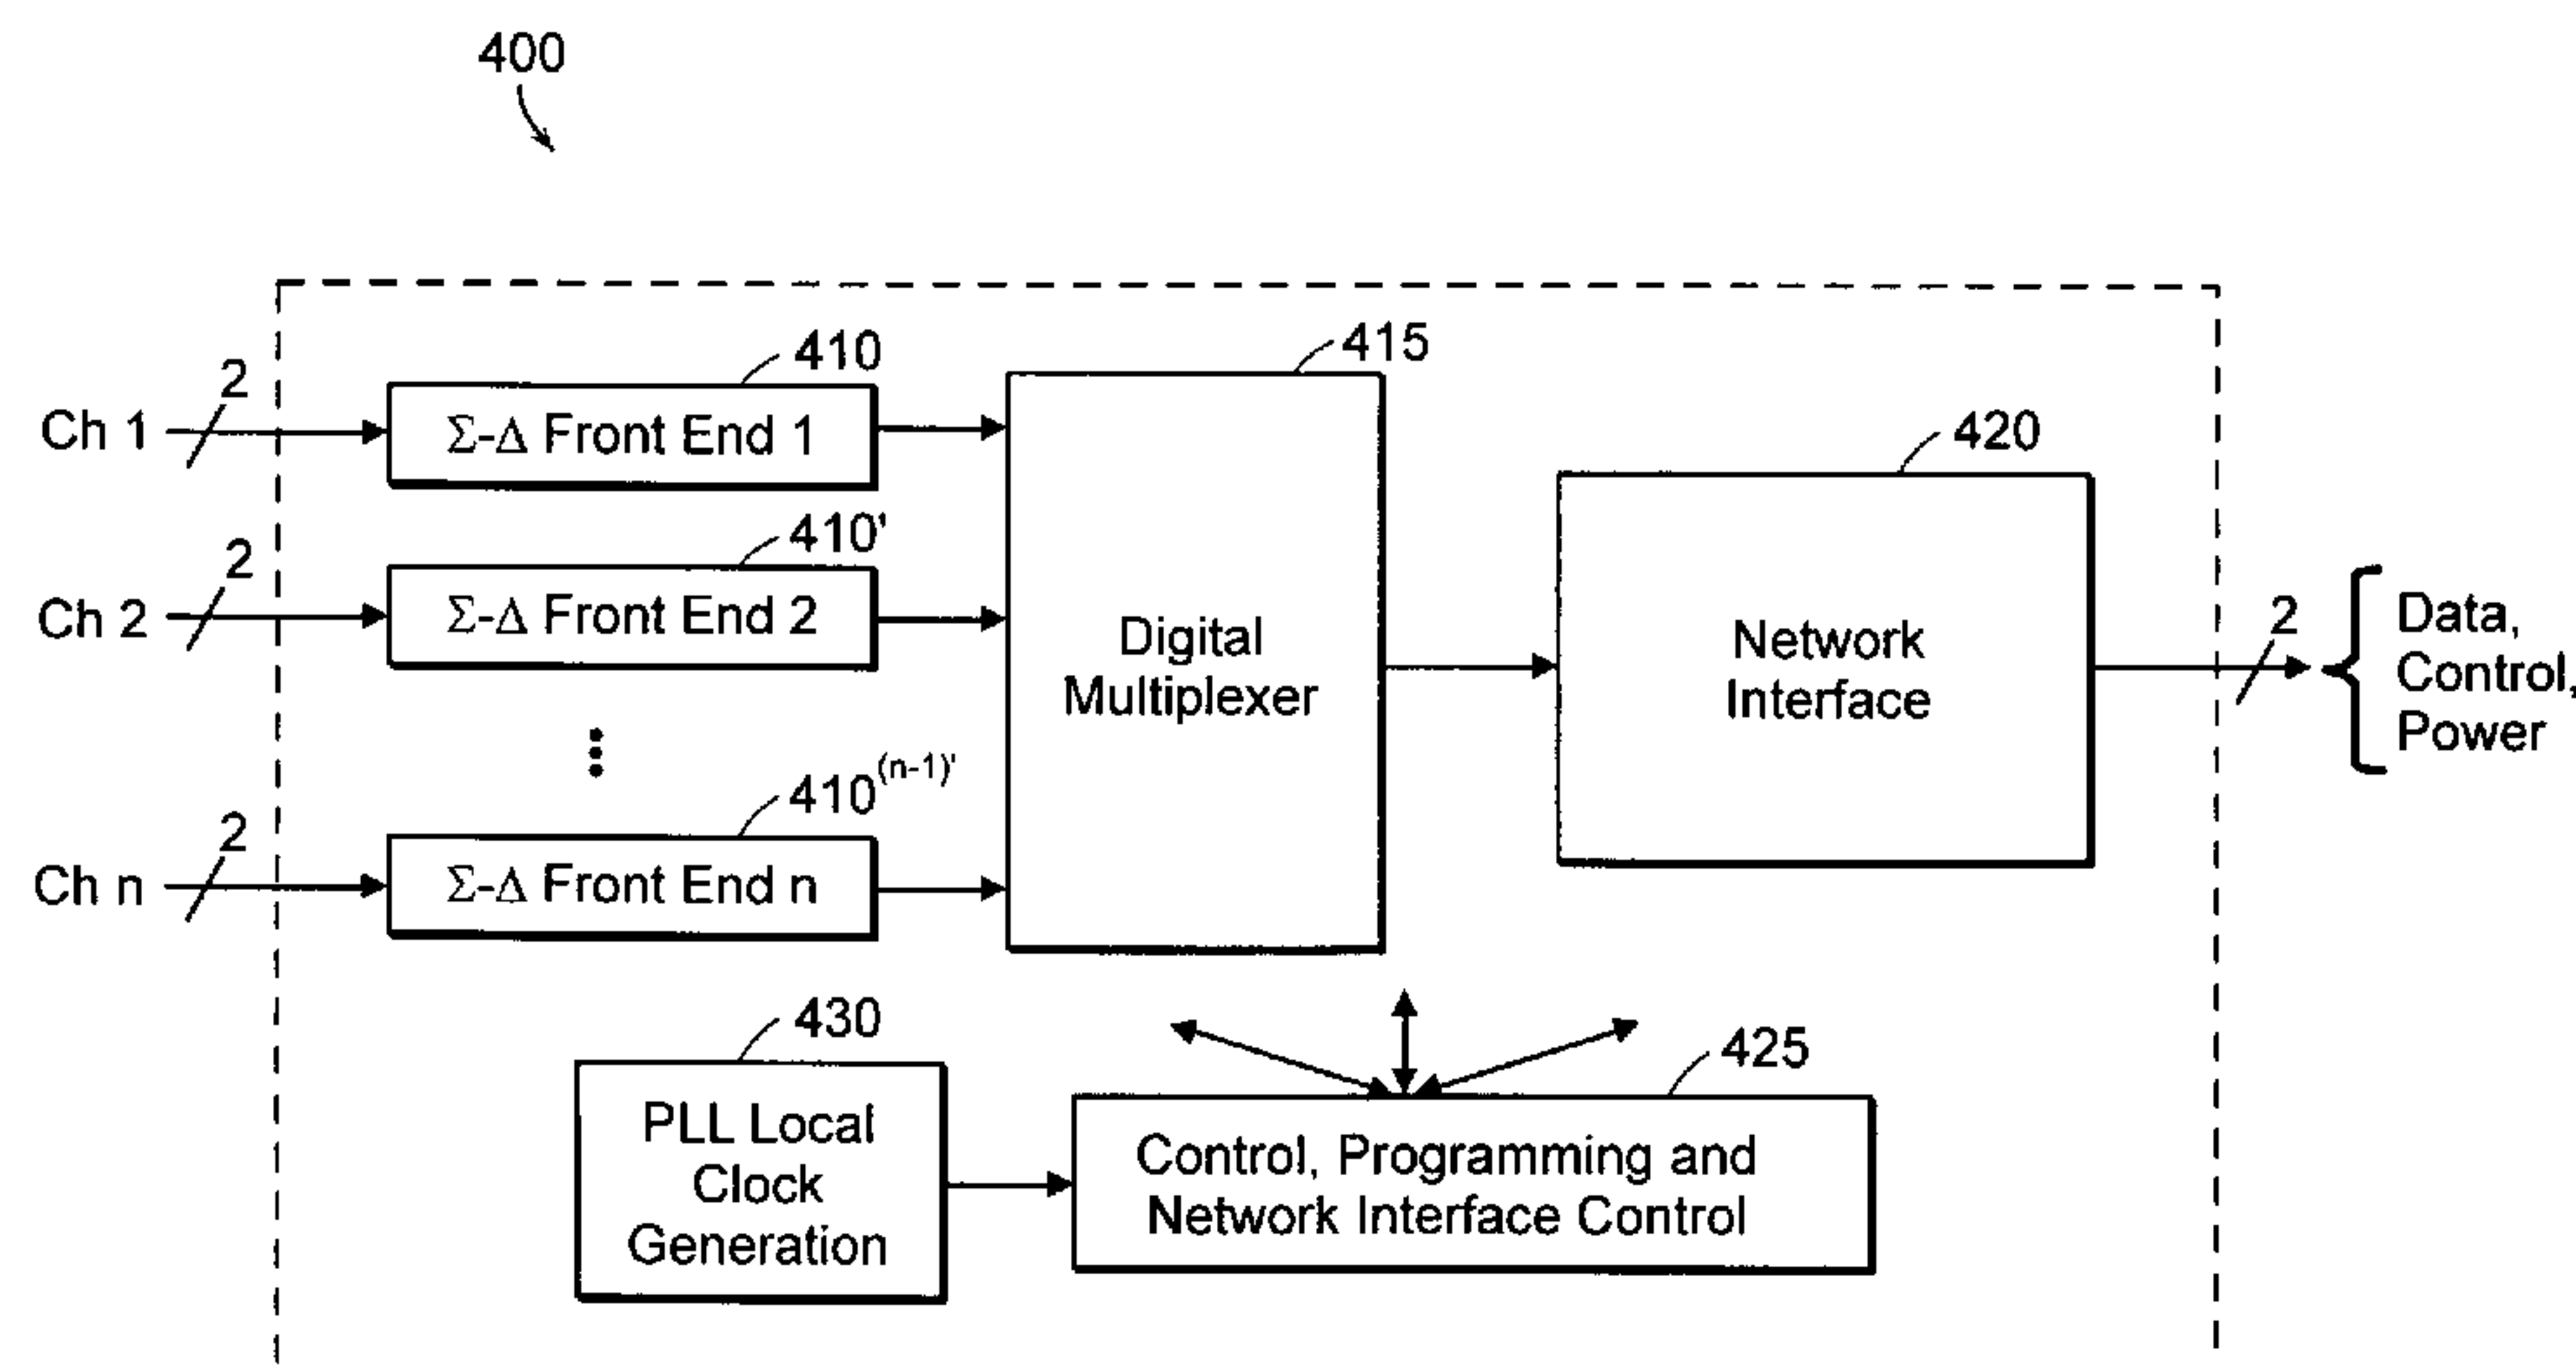 400
410
415
2
Ch 1
Σ-Δ Front End 1
420
410'
2
Ch 2
Σ-Δ Front End 2
Digital
Multiplexer
Network
Interface
2
Data,
Control,
Power
410(n-1)'
2
Ch n
Σ-Δ Front End n
430
425
PLL Local
Clock
Generation
Control, Programming and
Network Interface Control